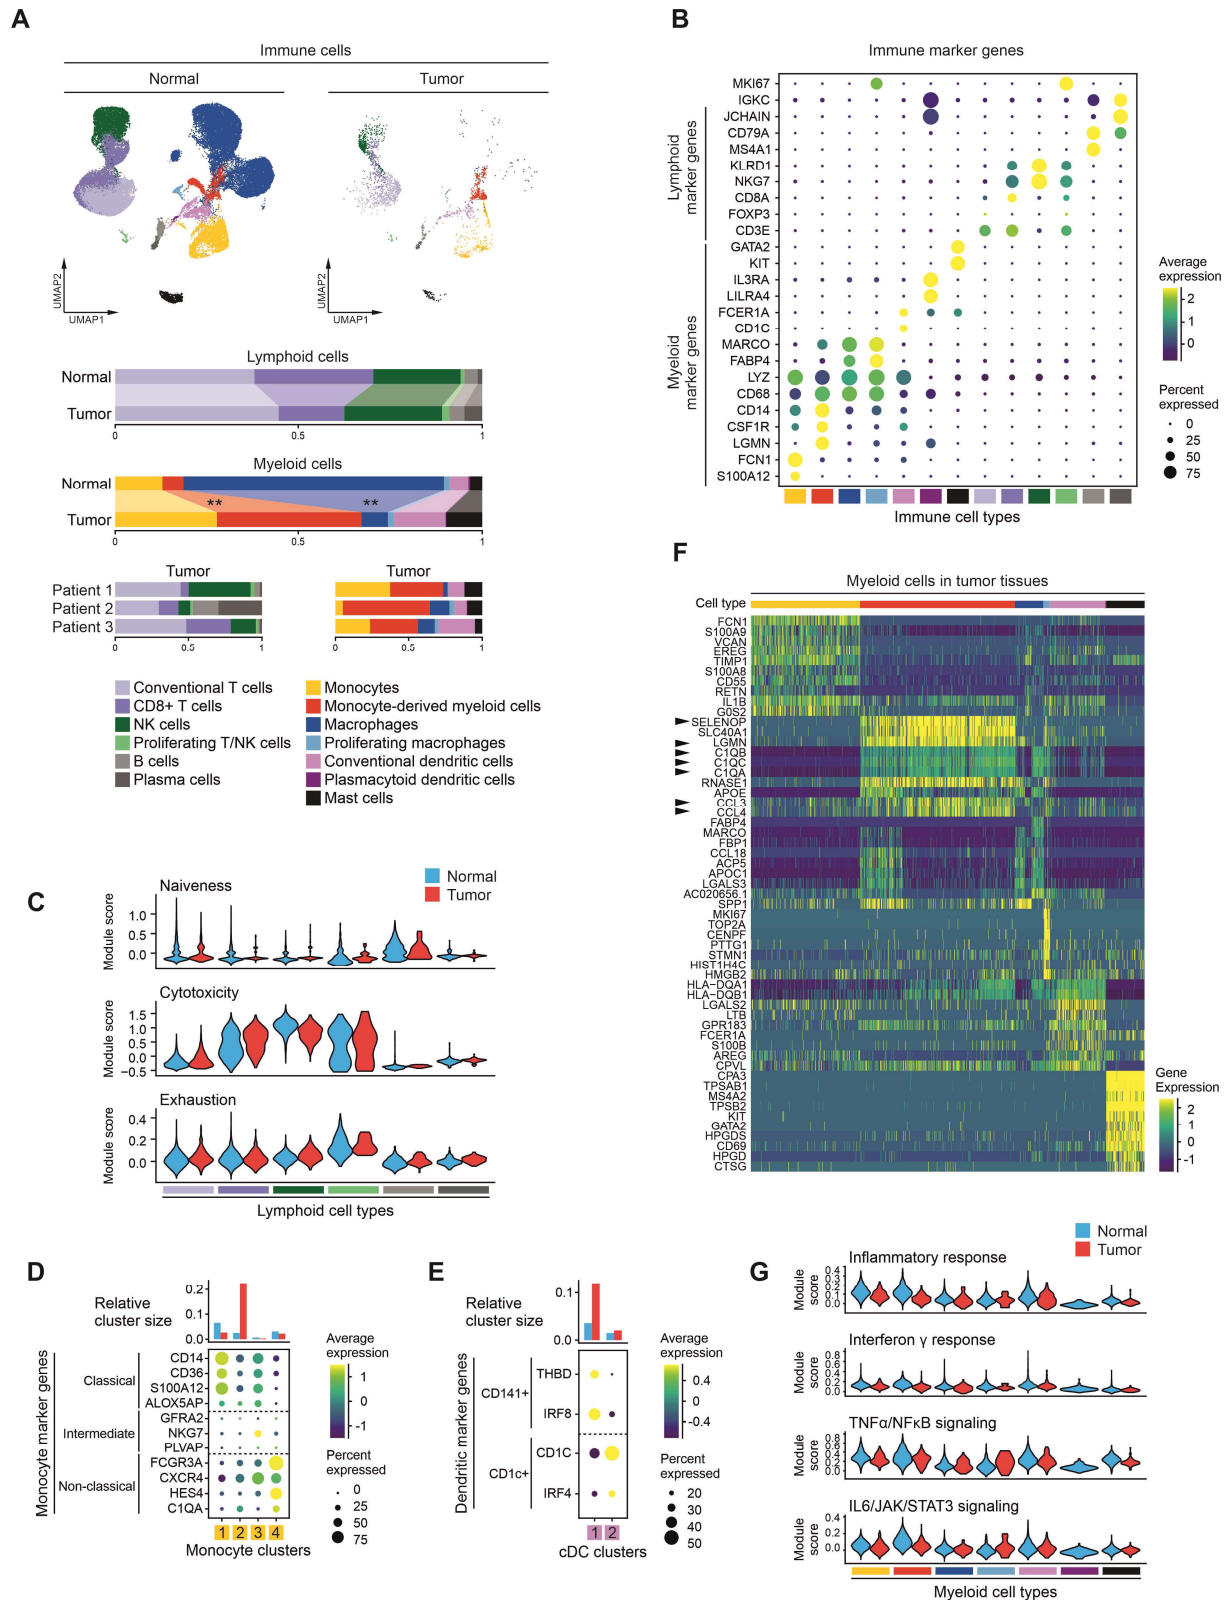 A
Immune cells
Normal
Tumor
UMAP2
UMAP1
UMAP2
UMAP1
Lymphoid cells
Normal
Tumor
0
0.5
1
Myeloid cells
Normal
** **
Tumor
0
0.5
1
Tumor
Tumor
Patient 1
Patient 2
Patient 3
0
0.5
1
0
0.5
1
Conventional T cells
CD8+ T cells
NK cells
Proliferating T/NK cells
B cells
Plasma cells
Monocytes
Monocyte-derived myeloid cells
Macrophages
Proliferating macrophages
Conventional dendritic cells
Plasmacytoid dendritic cells
Mast cells
B
Immune marker genes
Lymphoid
marker genes
Myeloid
marker genes
MKI67
IGKC
JCHAIN
CD79A
MS4A1
KLRD1
NKG7
CD8A
FOXP3
CD3E
GATA2
KIT
IL3RA
LILRA4
FCER1A
CD1C
MARCO
FABP4
LYZ
CD68
CD14
CSF1R
LGMN
FCN1
S100A12
Immune cell types
Average
expression
2
1
0
Percent
expressed
0
25
50
75
C
Normal
Tumor
Naiveness
Module score
1.0
0.5
0.0
Cytotoxicity
Module score
1.5
1.0
0.5
0.0
−0.5
Exhaustion
Module score
0.4
0.2
0.0
Lymphoid cell types
D
Relative
cluster size
0.2
0.1
0.0
Monocyte marker genes
Classical
Intermediate
Non-classical
CD14
CD36
S100A12
ALOX5AP
GFRA2
NKG7
PLVAP
FCGR3A
CXCR4
HES4
C1QA
1 2 3 4
Monocyte clusters
Average
expression
1
0
−1
Percent
expressed
0
25
50
75
E
Relative
cluster size
0.1
0.0
Dendritic marker genes
CD141+
CD1c+
THBD
IRF8
CD1C
IRF4
1 2
cDC clusters
Average
expression
0.4
0
−0.4
Percent
expressed
20
30
40
50
F
Myeloid cells in tumor tissues
Cell type
FCN1
S100A9
VCAN
EREG
TIMP1
S100A8
CD55
RETN
IL1B
G0S2
SELENOP
SLC40A1
LGMN
C1QB
C1QC
C1QA
RNASE1
APOE
CCL3
CCL4
FABP4
MARCO
FBP1
CCL18
ACP5
APOC1
LGALS3
AC020656.1
SPP1
MKI67
TOP2A
CENPF
PTTG1
STMN1
HIST1H4C
HMGB2
HLA−DQA1
HLA−DQB1
LGALS2
LTB
GPR183
FCER1A
S100B
AREG
CPVL
CPA3
TPSAB1
MS4A2
TPSB2
KIT
GATA2
HPGDS
CD69
HPGD
CTSG
Gene
Expression
2
1
0
−1
G
Normal
Tumor
Inflammatory response
Module
score
0.4
0.3
0.2
0.1
0.0
Interferon γ response
Module
score
1.2
0.8
0.4
0.0
TNFα/NFκB signaling
Module
score
0.6
0.4
0.2
0.0
IL6/JAK/STAT3 signaling
Module
score
0.4
0.2
0.0
Myeloid cell types